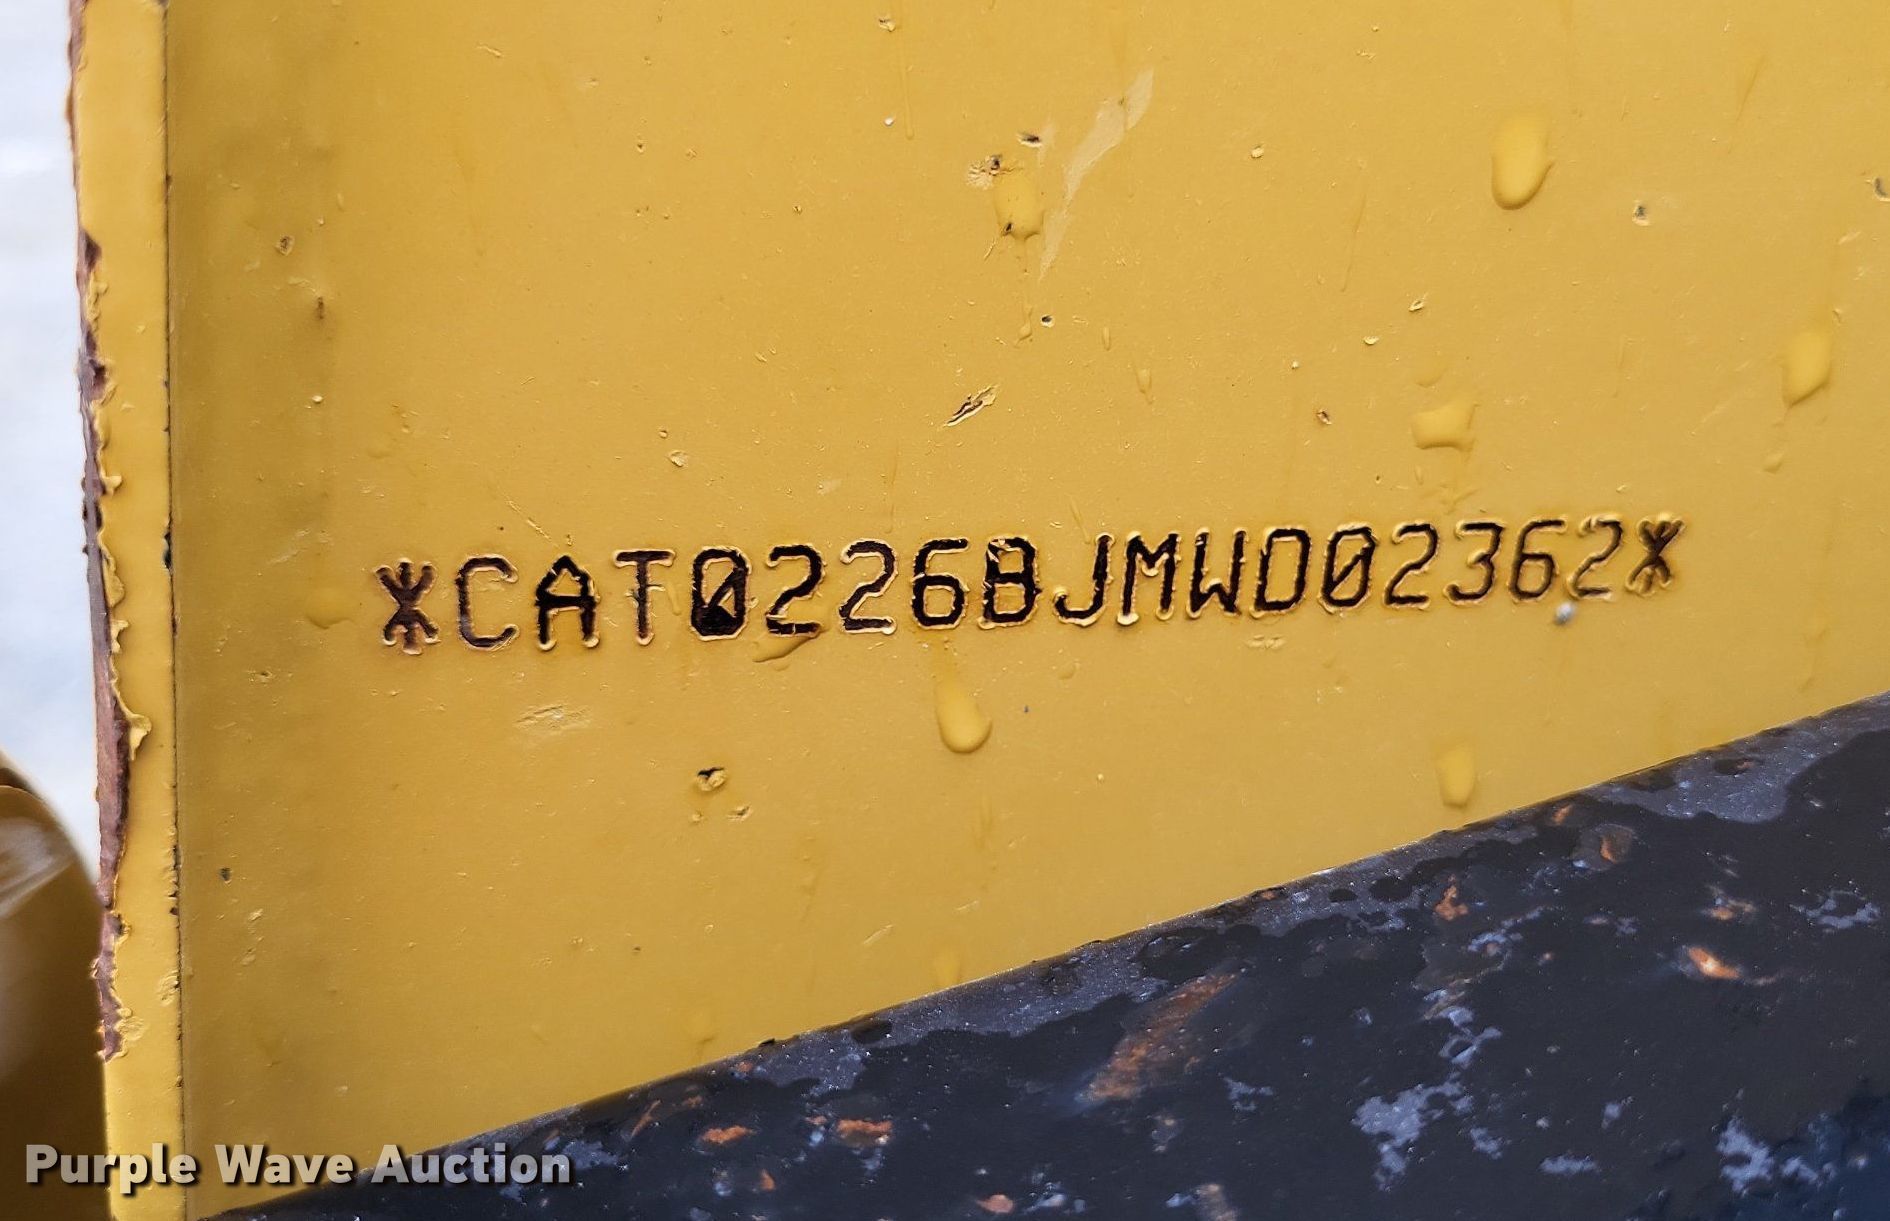 *CAT0226BJMWD02362*
Purple Wave Auction